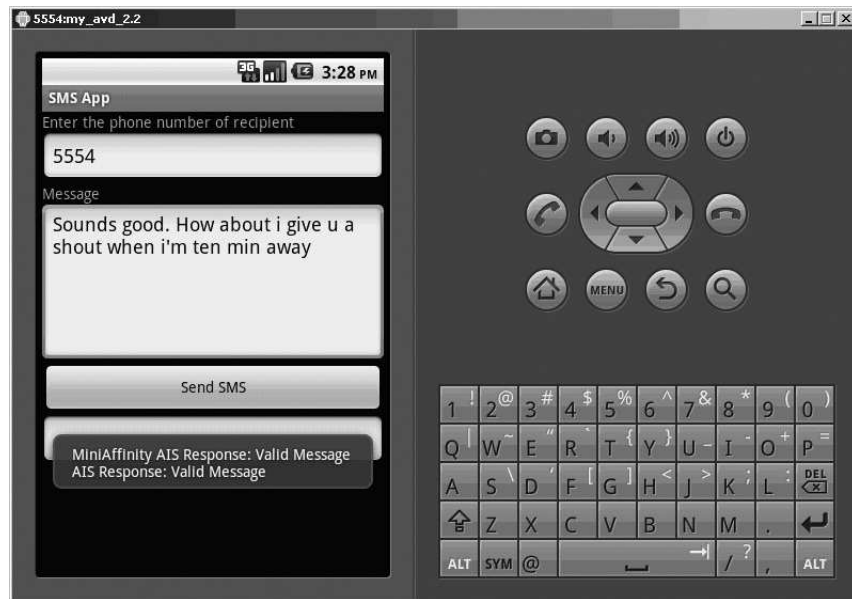 5554:my_avd_2.2
3G 3:28 PM
SMS App
Enter the phone number of recipient
5554
Message
Sounds good. How about i give u a
shout when i'm ten min away
Send SMS
MiniAffinity AIS Response: Valid Message
AIS Response: Valid Message
MENU
1 ! 2 @ 3 # 4 $ 5 % 6 ^ 7 & 8 * 9 ( 0 )
Q | W ~ E " R ` T { Y } U _ I - O + P =
A S \ D ' F [ G ] H < J > K ; L : DEL
Z X C V B N M .
ALT SYM @ / ? , ALT